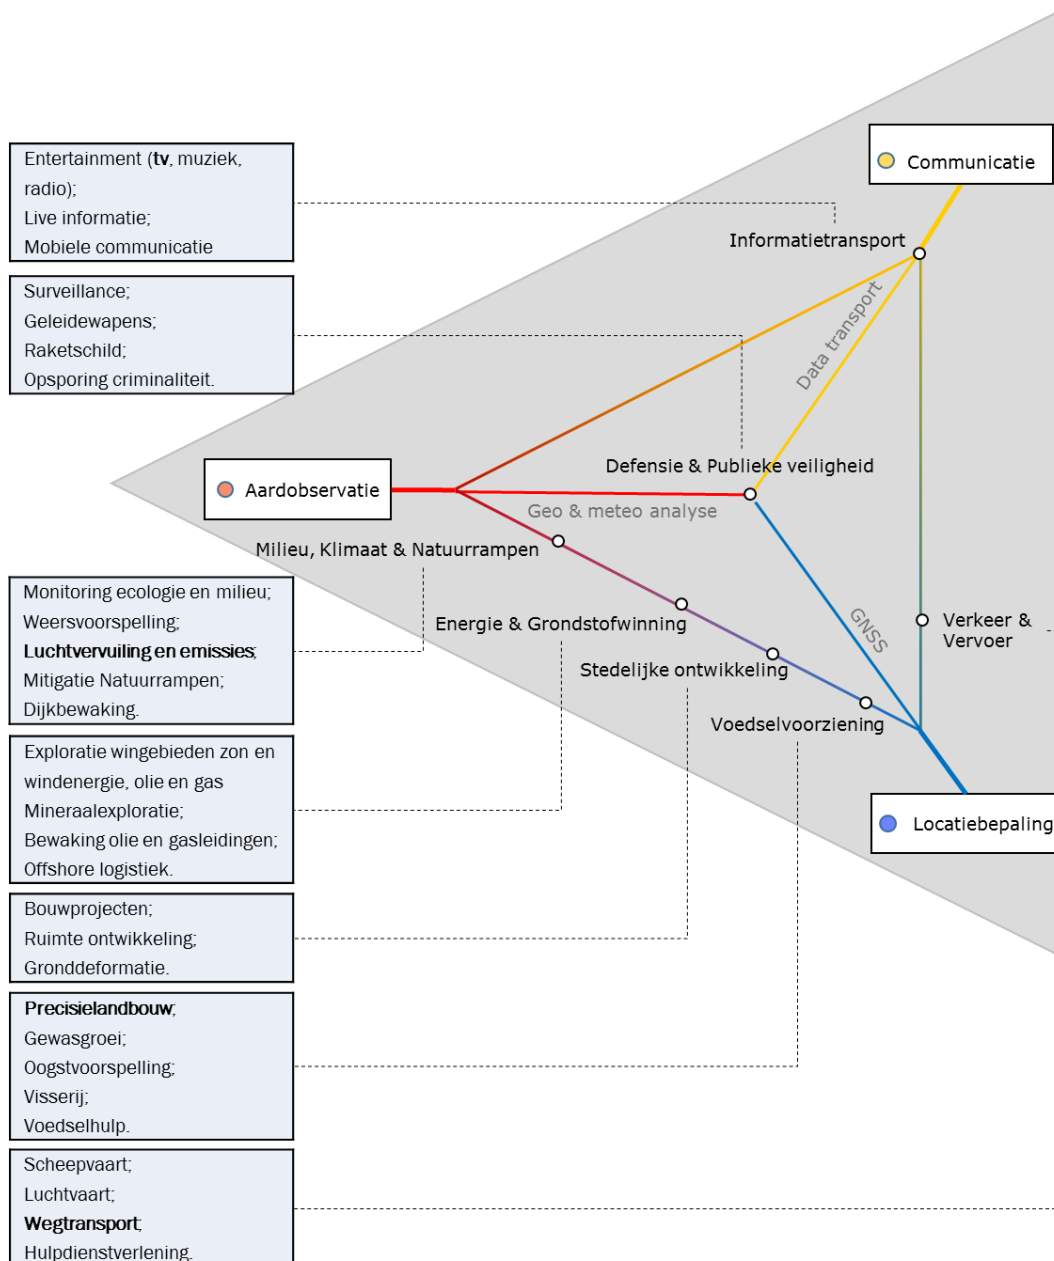 Entertainment (tv, muziek,
radio);
Live informatie;
Mobiele communicatie
Surveillance;
Geleidewapens;
Raketschild;
Opsporing criminaliteit.
Communicatie
Informatietransport
Data transport
Defensie & Publieke veiligheid
Aardobservatie
Geo & meteo analyse
Milieu, Klimaat & Natuurrampen
GNSS
Energie & Grondstofwinning
Verkeer &
Vervoer
Stedelijke ontwikkeling
Voedselvoorziening
Locatiebepaling
Monitoring ecologie en milieu;
Weersvoorspelling;
Luchtvervuiling en emissies;
Mitigatie Natuurrampen;
Dijkbewaking.
Exploratie wingebieden zon en
windenergie, olie en gas
Mineraalexploratie;
Bewaking olie en gasleidingen;
Offshore logistiek.
Bouwprojecten;
Ruimte ontwikkeling;
Gronddeformatie.
Precisielandbouw;
Gewasgroei;
Oogstvoorspelling;
Visserij;
Voedselhulp.
Scheepvaart;
Luchtvaart;
Wegtransport;
Hulpdienstverlening.